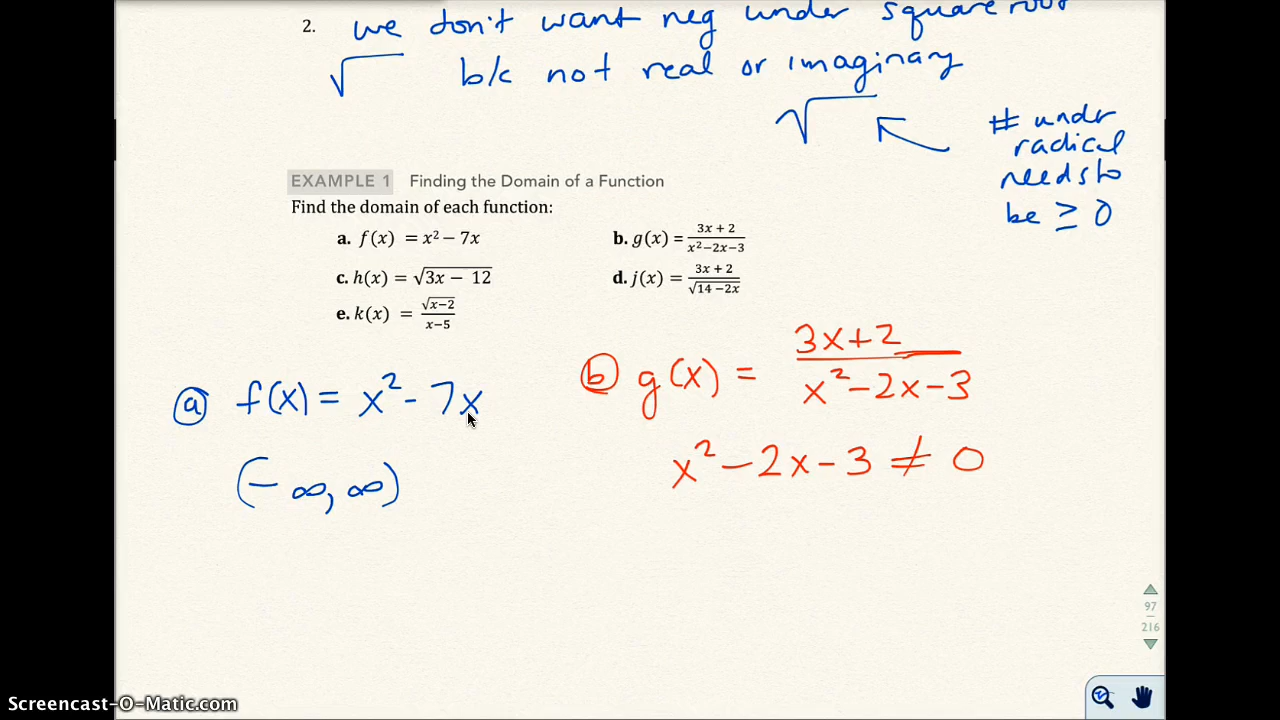 2. we don't want neg under square root
√ b/c not real or imaginary
√
# under
radical
needs to
be ≥ 0
EXAMPLE 1 Finding the Domain of a Function
Find the domain of each function:
a. f(x) = x² − 7x
b. g(x) = (3x + 2)/(x²−2x−3)
c. h(x) = √(3x − 12)
d. j(x) = (3x + 2)/√(14 −2x)
e. k(x) = √(x−2)/(x−5)
ⓐ f(x) = x² - 7x
(-∞, ∞)
ⓑ g(x) = (3x+2)/(x²-2x-3)
x² - 2x - 3 ≠ 0
97
216
Screencast-O-Matic.com